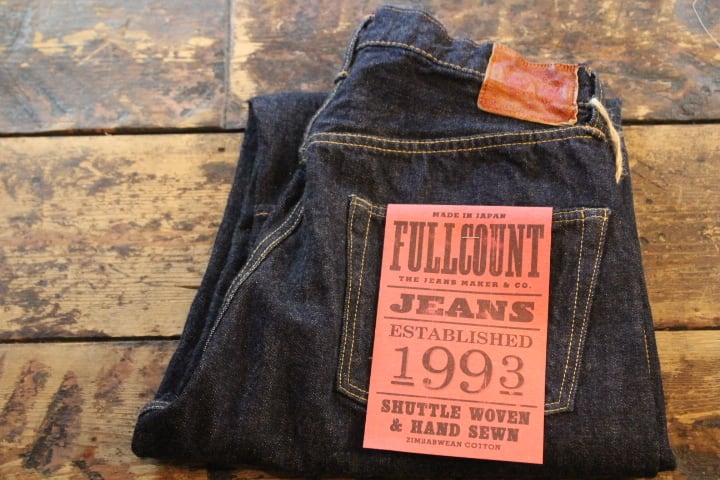 MADE IN JAPAN
FULLCOUNT
THE JEANS MAKER & CO.
JEANS
ESTABLISHED
1993
SHUTTLE WOVEN
& HAND SEWN
ZIMBABWEAN COTTON